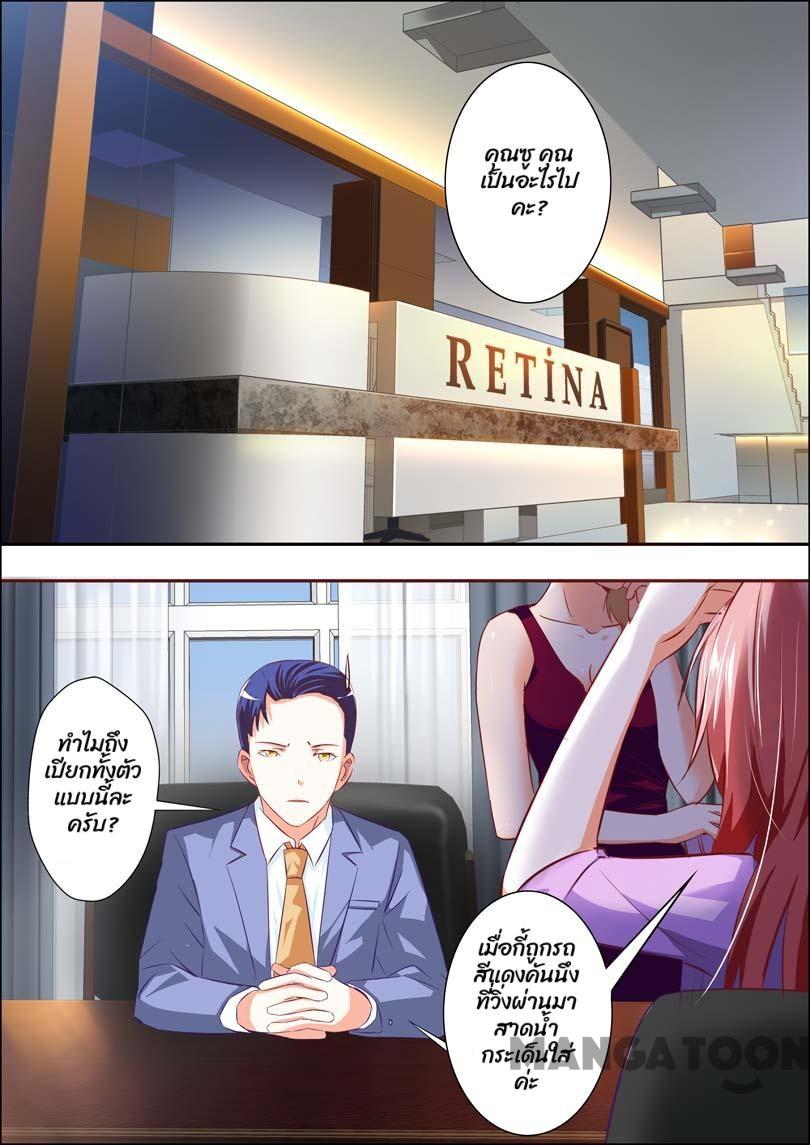 คุณซู คุณ
เป็นอะไรไป
คะ?
RETİNA
ทำไมถึง
เปียกทั้งตัว
แบบนี้ละ
ครับ?
เมื่อกี้ถูกรถ
สีแดงคันนึง
ที่วิ่งผ่านมา
สาดน้ำ
กระเด็นใส่
ค่ะ
MANGATOON